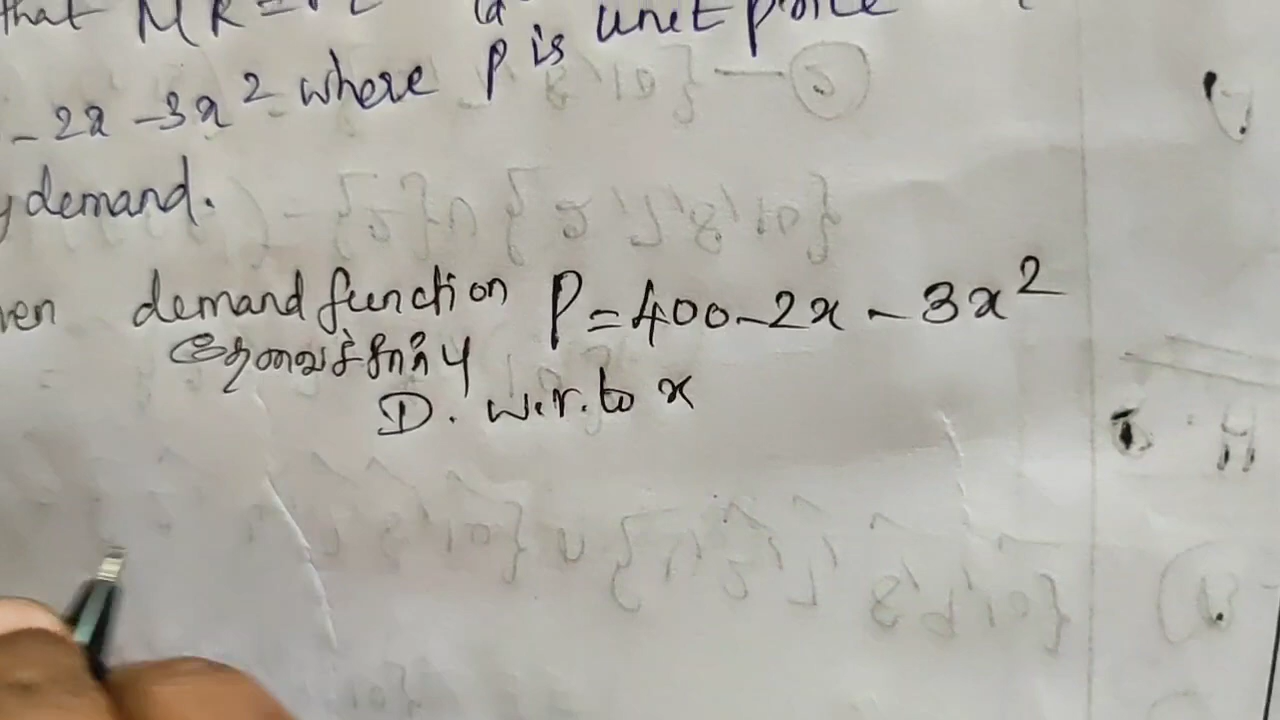 that MR =
- 2x - 3x² where p is unit price
demand.
demand function P = 400 - 2x - 3x²
தேவைச்சார்பு
D. w.r. to x